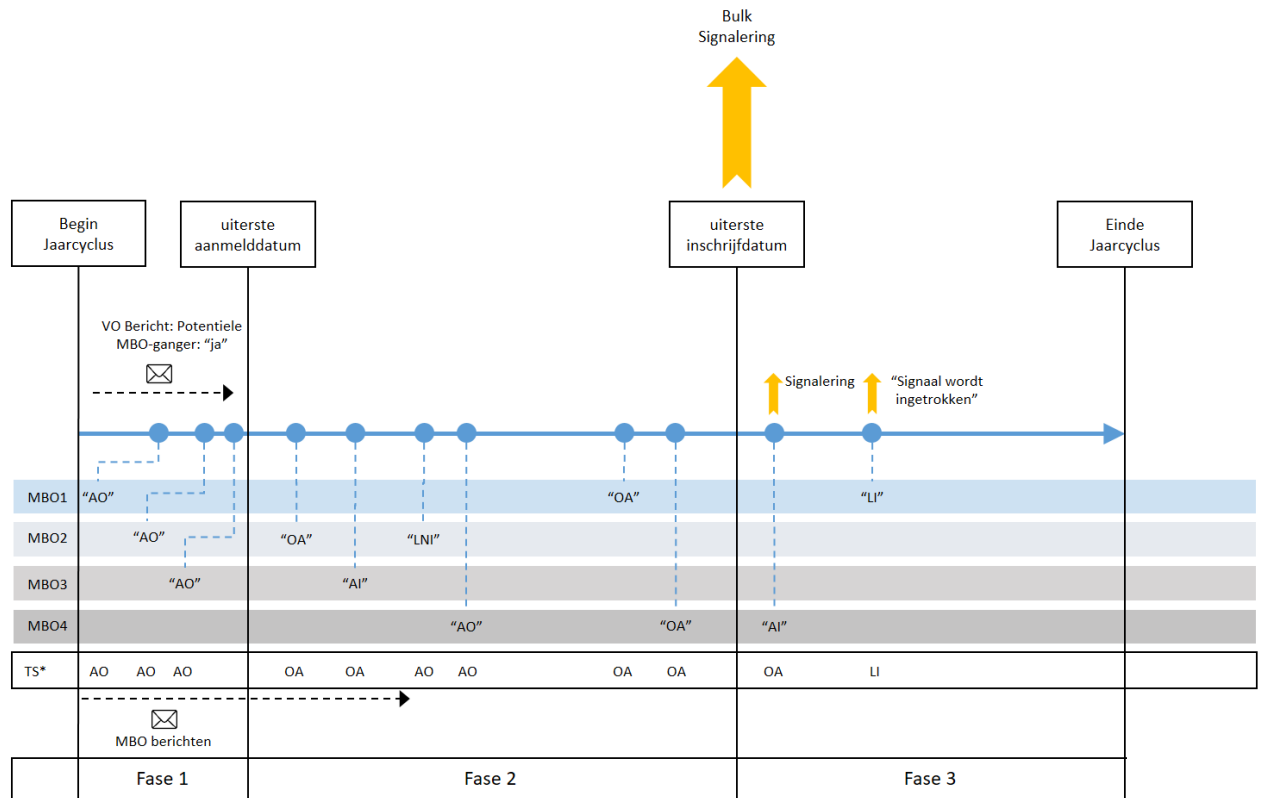 Bulk
Signalering
Begin
Jaarcyclus
uiterste
aanmelddatum
uiterste
inschrijfdatum
Einde
Jaarcyclus
VO Bericht: Potentiele
MBO-ganger: “ja”
Signalering
“Signaal wordt
ingetrokken”
MBO1 “AO” “OA” “LI”
MBO2 “AO” “OA” “LNI”
MBO3 “AO” “AI”
MBO4 “AO” “OA” “AI”
TS* AO AO AO OA OA AO AO OA OA OA LI
MBO berichten
Fase 1 Fase 2 Fase 3